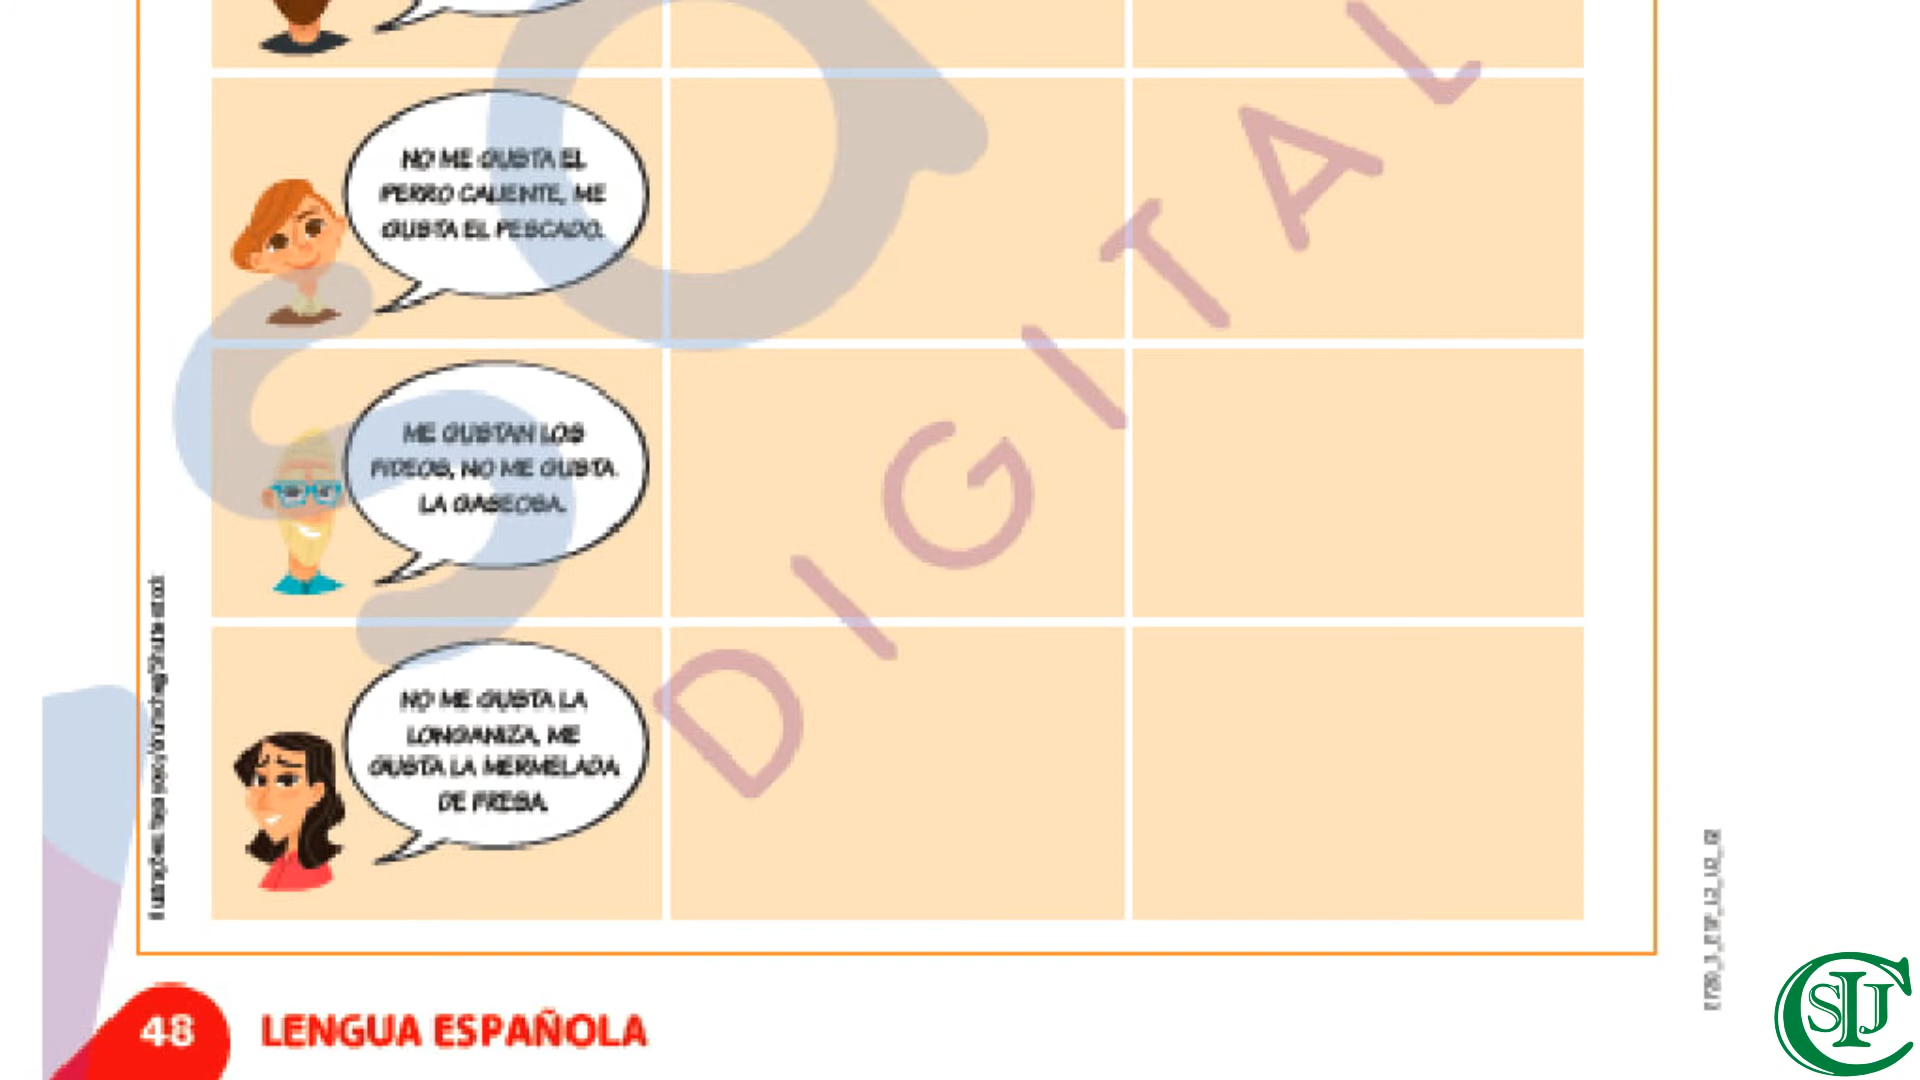 NO ME GUSTA EL
PERRO CALIENTE, ME
GUSTA EL PESCADO.
ME GUSTAN LOS
FIDEOS, NO ME GUSTA
LA GASEOSA.
NO ME GUSTA LA
LONGANIZA, ME
GUSTA LA MERMELADA
DE FRESA.
DIGITAL
48 LENGUA ESPAÑOLA
SIJC